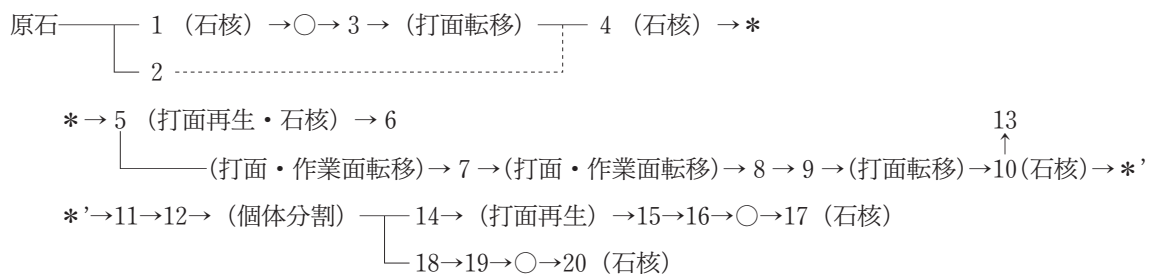 原石 1 (石核) →○→ 3 → (打面転移) 4 (石核) →*
2
*→ 5 (打面再生・石核) → 6
13
↑
(打面・作業面転移)→ 7 →(打面・作業面転移)→ 8 → 9 →(打面転移)→10(石核)→*’
*’→11→12→ (個体分割) 14→ (打面再生) →15→16→○→17 (石核)
18→19→○→20 (石核)